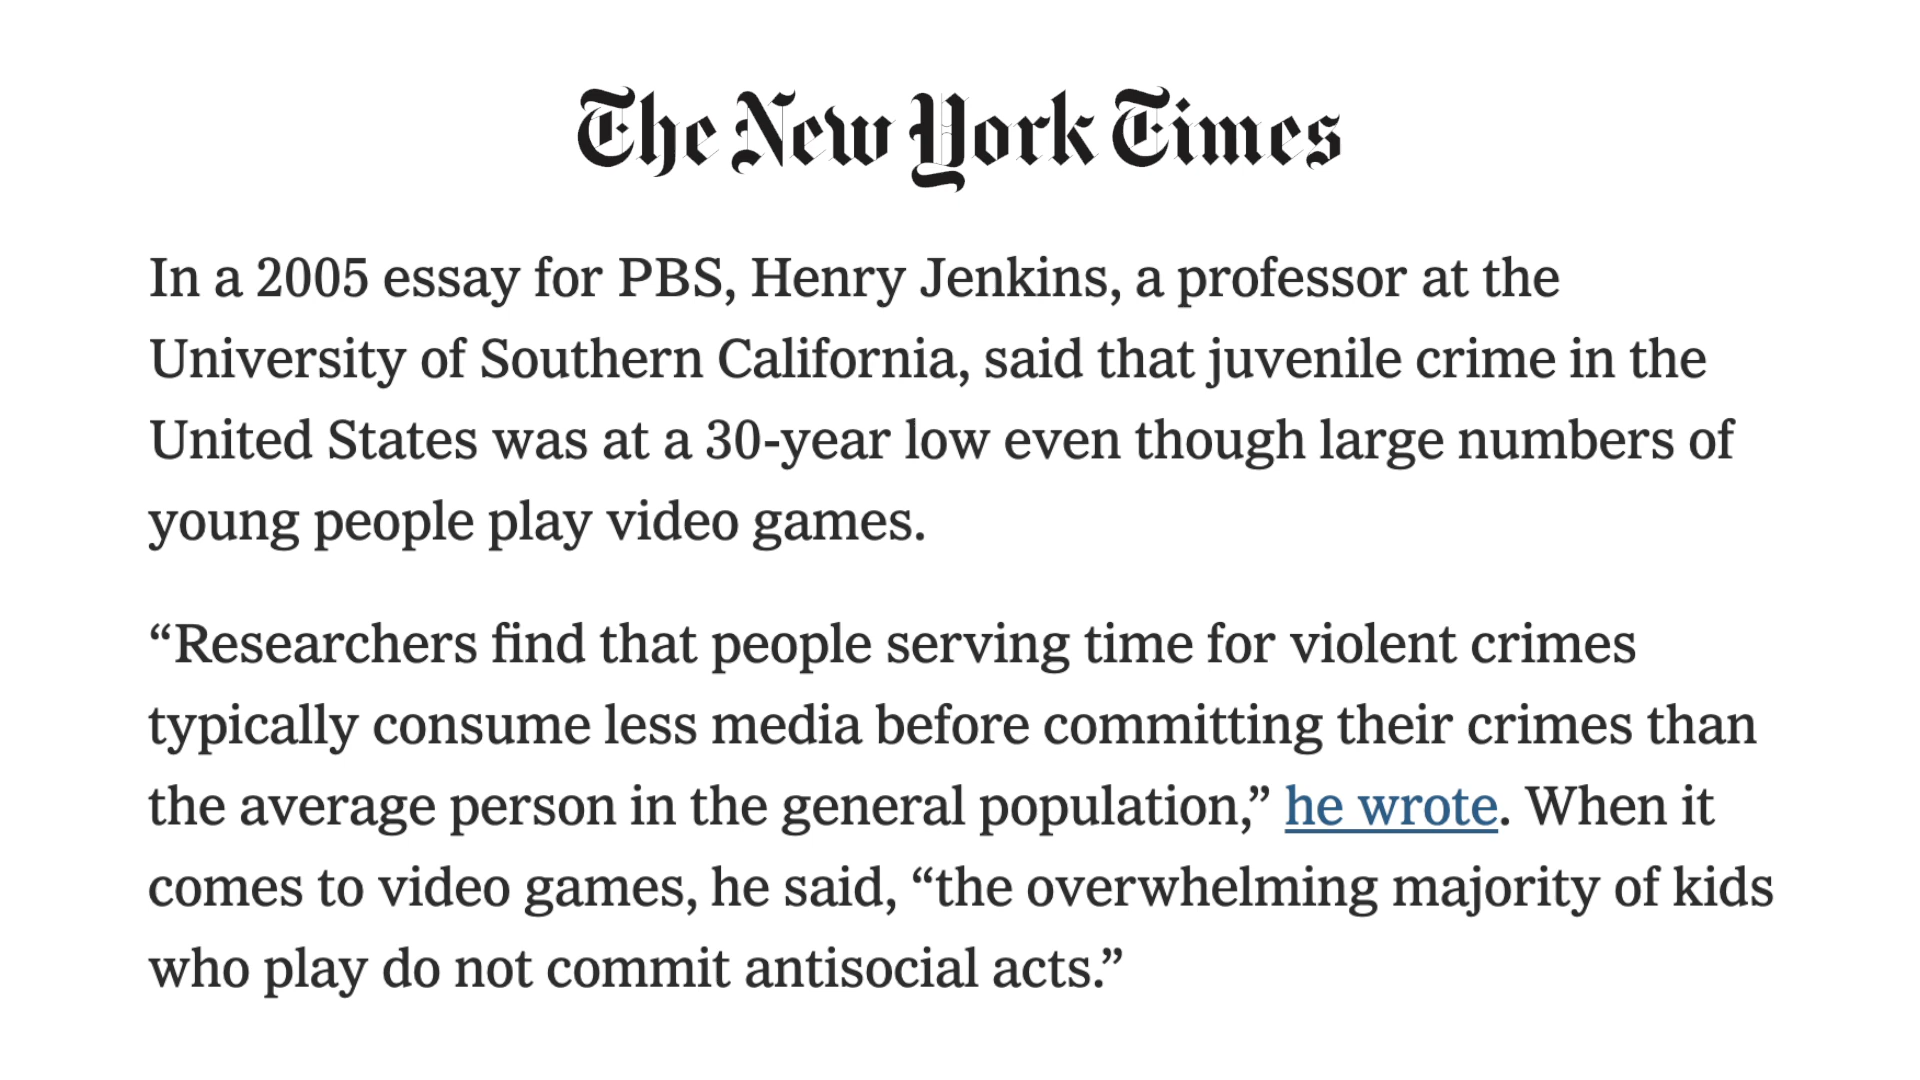 The New York Times
In a 2005 essay for PBS, Henry Jenkins, a professor at the
University of Southern California, said that juvenile crime in the
United States was at a 30-year low even though large numbers of
young people play video games.
“Researchers find that people serving time for violent crimes
typically consume less media before committing their crimes than
the average person in the general population,” he wrote. When it
comes to video games, he said, “the overwhelming majority of kids
who play do not commit antisocial acts.”